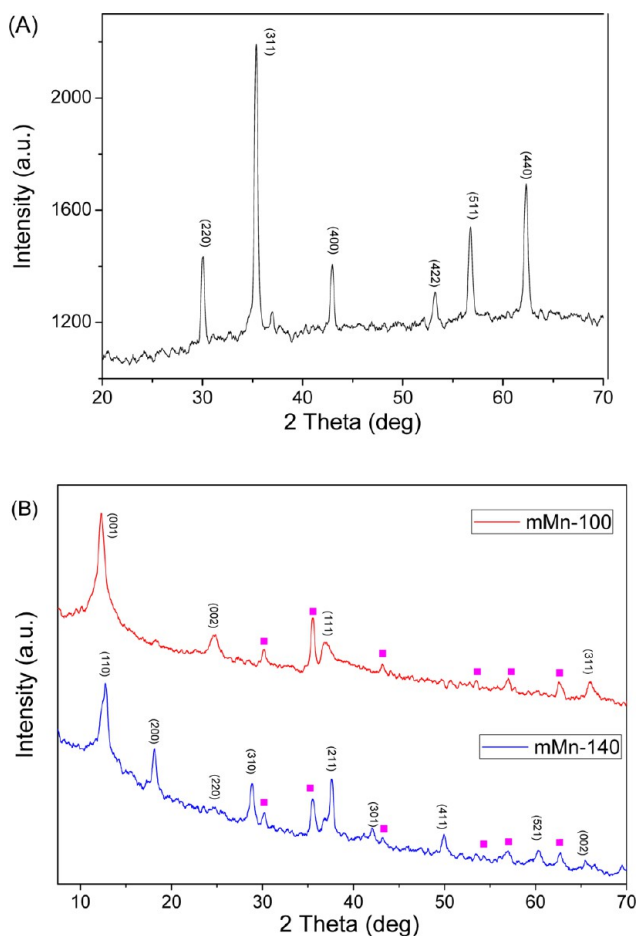 (A)
Intensity (a.u.)
2000
1600
1200
(220)
(311)
(400)
(422)
(511)
(440)
20 30 40 50 60 70
2 Theta (deg)
(B)
Intensity (a.u.)
mMn-100
(001)
(002)
(111)
(311)
mMn-140
(110)
(200)
(220)
(310)
(211)
(301)
(411)
(521)
(002)
10 20 30 40 50 60 70
2 Theta (deg)